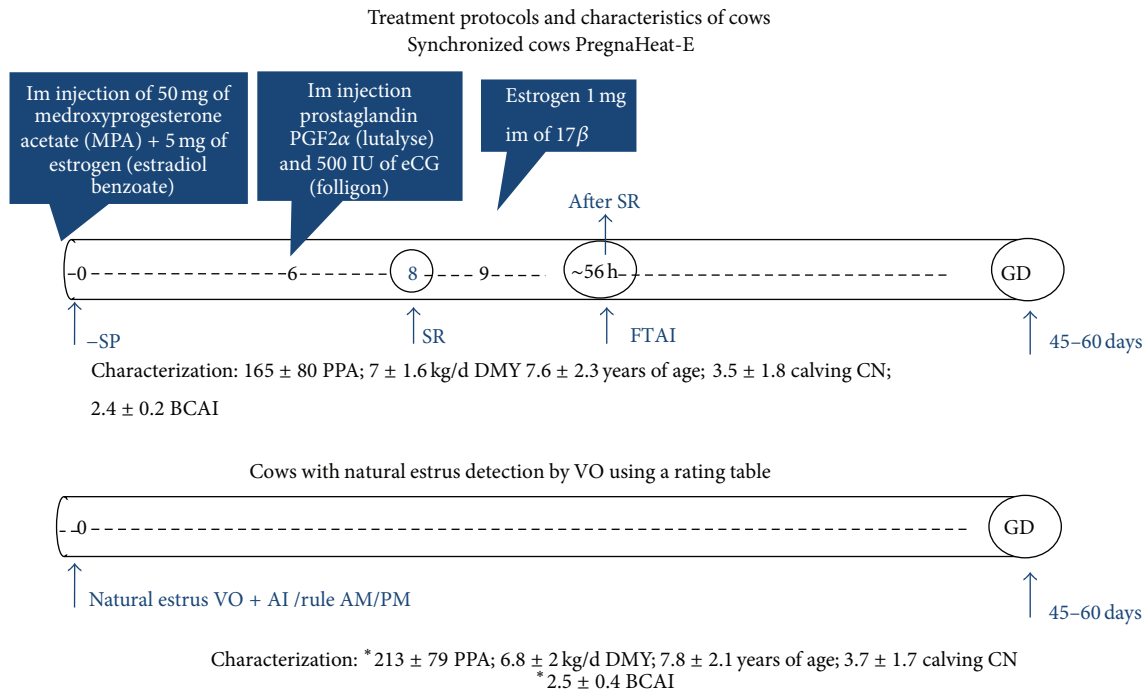 Treatment protocols and characteristics of cows
Synchronized cows PregnaHeat-E
Im injection of 50 mg of
medroxyprogesterone
acetate (MPA) + 5 mg of
estrogen (estradiol
benzoate)
Im injection
prostaglandin
PGF2α (lutalyse)
and 500 IU of eCG
(folligon)
Estrogen 1 mg
im of 17β
After SR
0
6
8
9
~56 h
GD
–SP
SR
FTAI
45–60 days
Characterization: 165 ± 80 PPA; 7 ± 1.6 kg/d DMY 7.6 ± 2.3 years of age; 3.5 ± 1.8 calving CN;
2.4 ± 0.2 BCAI
Cows with natural estrus detection by VO using a rating table
0
GD
Natural estrus VO + AI /rule AM/PM
45–60 days
Characterization: *213 ± 79 PPA; 6.8 ± 2 kg/d DMY; 7.8 ± 2.1 years of age; 3.7 ± 1.7 calving CN
*2.5 ± 0.4 BCAI